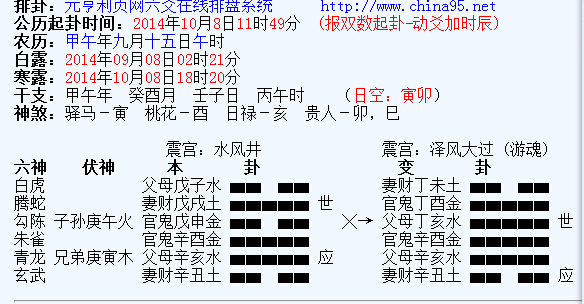 排卦：元亨利贞网六爻在线排盘系统 http://www.china95.net
公历起卦时间：2014年10月8日11时49分 (报双数起卦-动爻加时辰)
农历：甲午年九月十五日午时
白露：2014年09月08日02时21分
寒露：2014年10月08日18时20分
干支：甲午年 癸酉月 壬子日 丙午时 （日空：寅卯）
神煞：驿马－寅 桃花－酉 日禄－亥 贵人－卯，巳
震宫：水风井 震宫：泽风大过（游魂）
六神 伏神 本 卦 变 卦
白虎 父母戊子水 妻财丁未土
腾蛇 妻财戊戌土 世 官鬼丁酉金
勾陈 子孙庚午火 官鬼戊申金 ×→ 父母丁亥水 世
朱雀 官鬼辛酉金 官鬼辛酉金
青龙 兄弟庚寅木 父母辛亥水 应 父母辛亥水
玄武 妻财辛丑土 妻财辛丑土 应